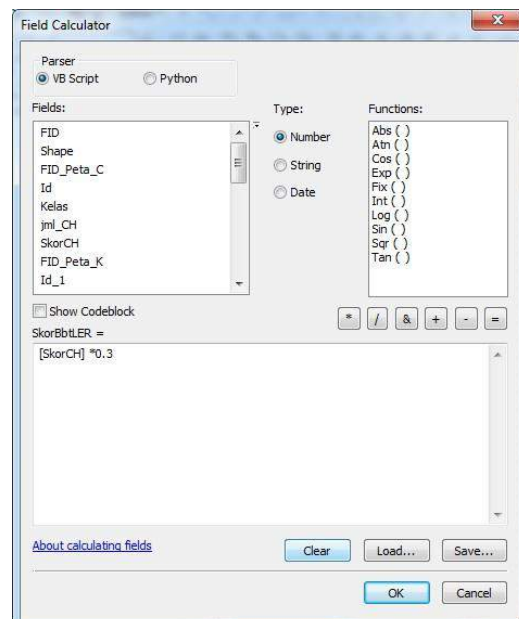 Field Calculator
Parser
VB Script
Python
Fields:
FID
Shape
FID_Peta_C
Id
Kelas
jml_CH
SkorCH
FID_Peta_K
Id_1
Type:
Number
String
Date
Functions:
Abs ( )
Atn ( )
Cos ( )
Exp ( )
Fix ( )
Int ( )
Log ( )
Sin ( )
Sqr ( )
Tan ( )
Show Codeblock
* / & + - =
SkorBbtLER =
[SkorCH] *0.3
About calculating fields
Clear
Load...
Save...
OK
Cancel